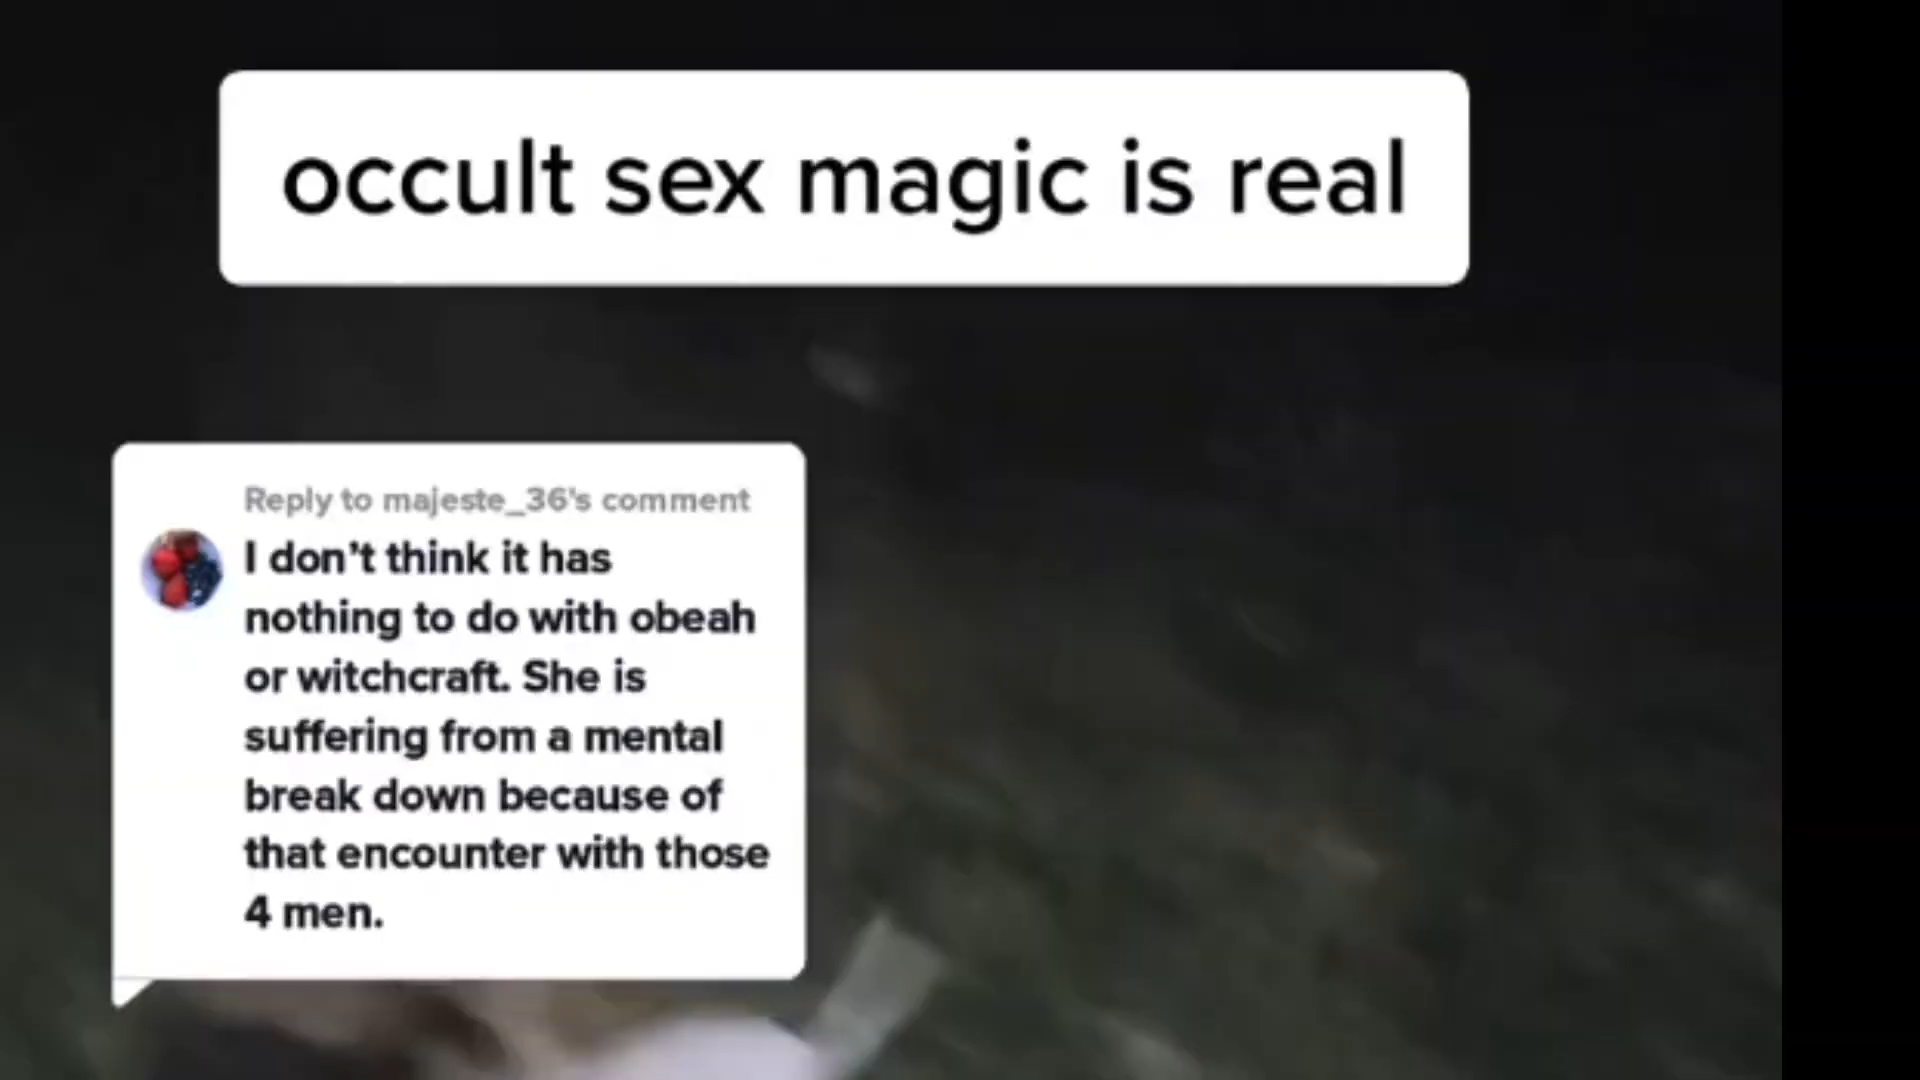 occult sex magic is real
Reply to majeste_36's comment
I don't think it has
nothing to do with obeah
or witchcraft. She is
suffering from a mental
break down because of
that encounter with those
4 men.